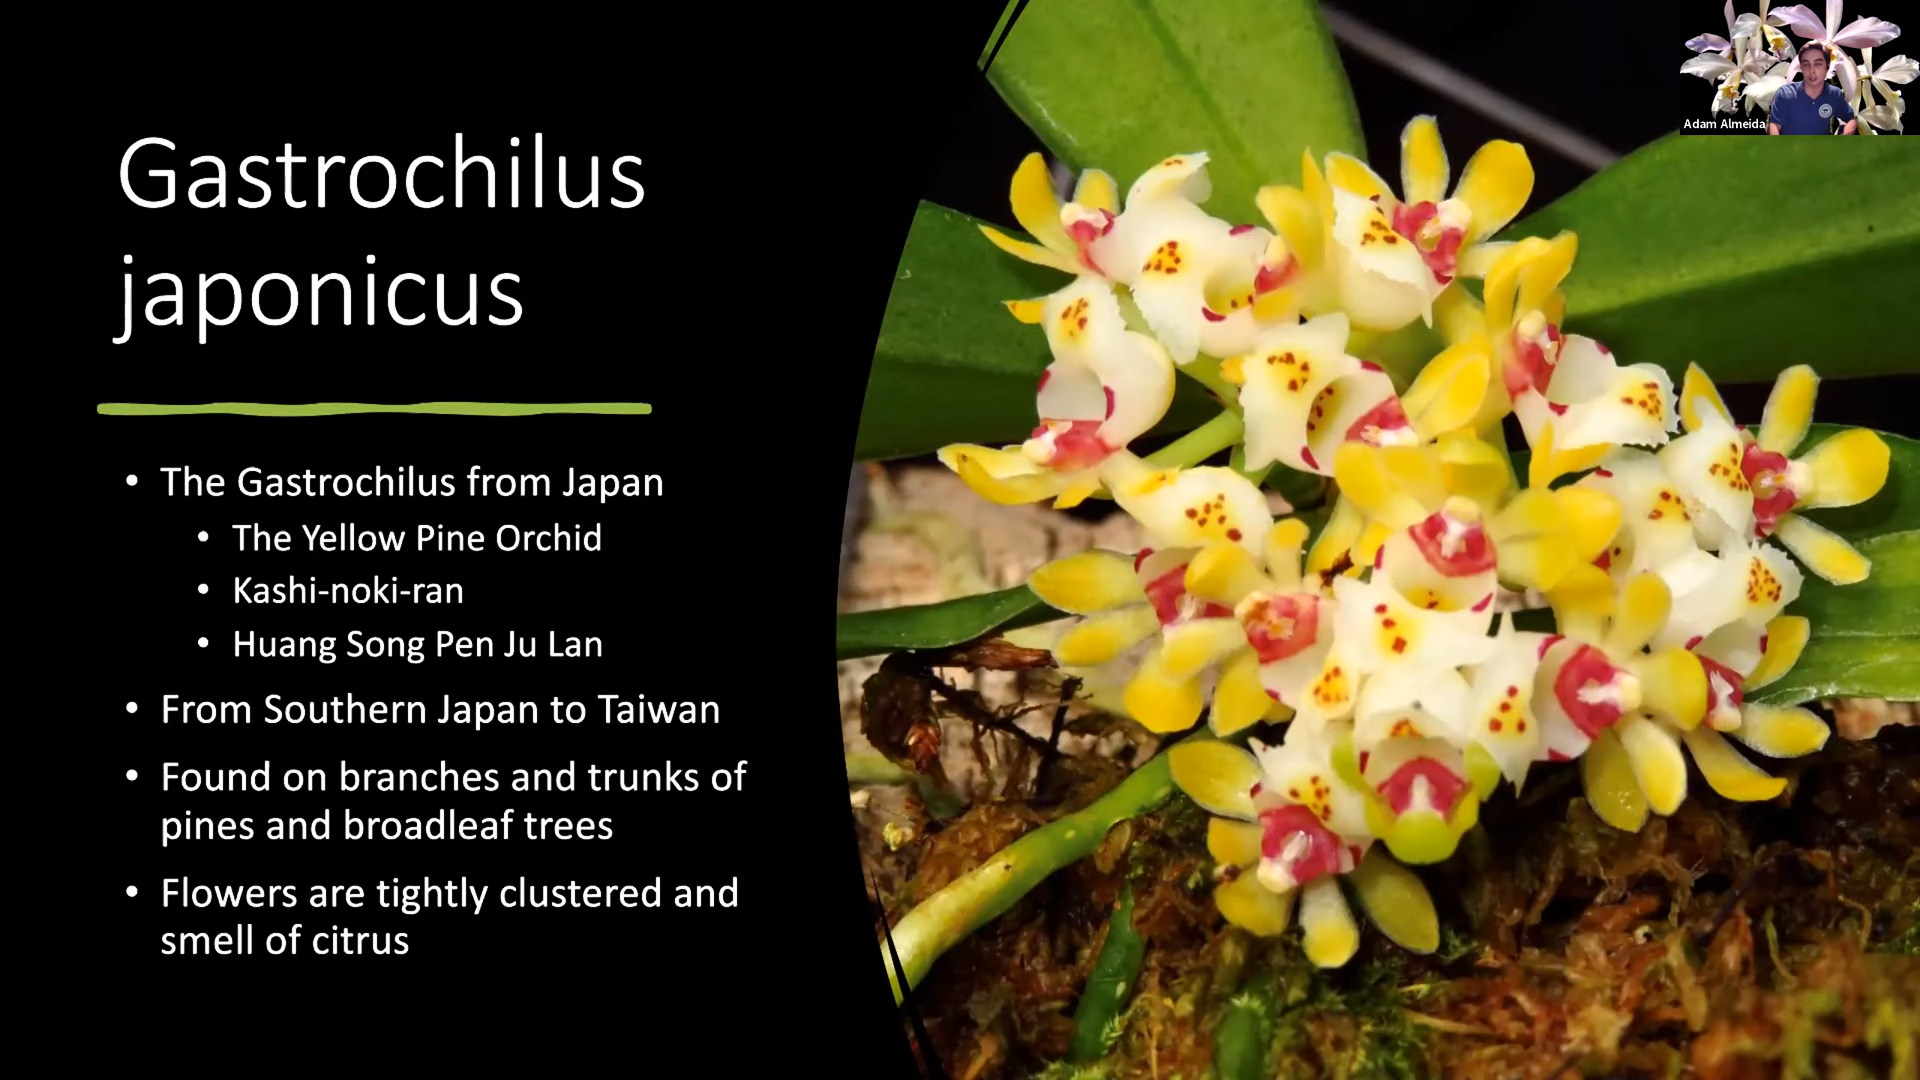 Gastrochilus
japonicus
• The Gastrochilus from Japan
• The Yellow Pine Orchid
• Kashi-noki-ran
• Huang Song Pen Ju Lan
• From Southern Japan to Taiwan
• Found on branches and trunks of
pines and broadleaf trees
• Flowers are tightly clustered and
smell of citrus
Adam Almeida